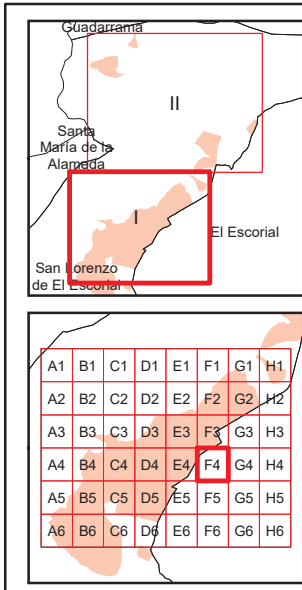 Guadarrama
II
Santa
María de la
Alameda
I
El Escorial
San Lorenzo
de El Escorial
A1 B1 C1 D1 E1 F1 G1 H1
A2 B2 C2 D2 E2 F2 G2 H2
A3 B3 C3 D3 E3 F3 G3 H3
A4 B4 C4 D4 E4 F4 G4 H4
A5 B5 C5 D5 E5 F5 G5 H5
A6 B6 C6 D6 E6 F6 G6 H6